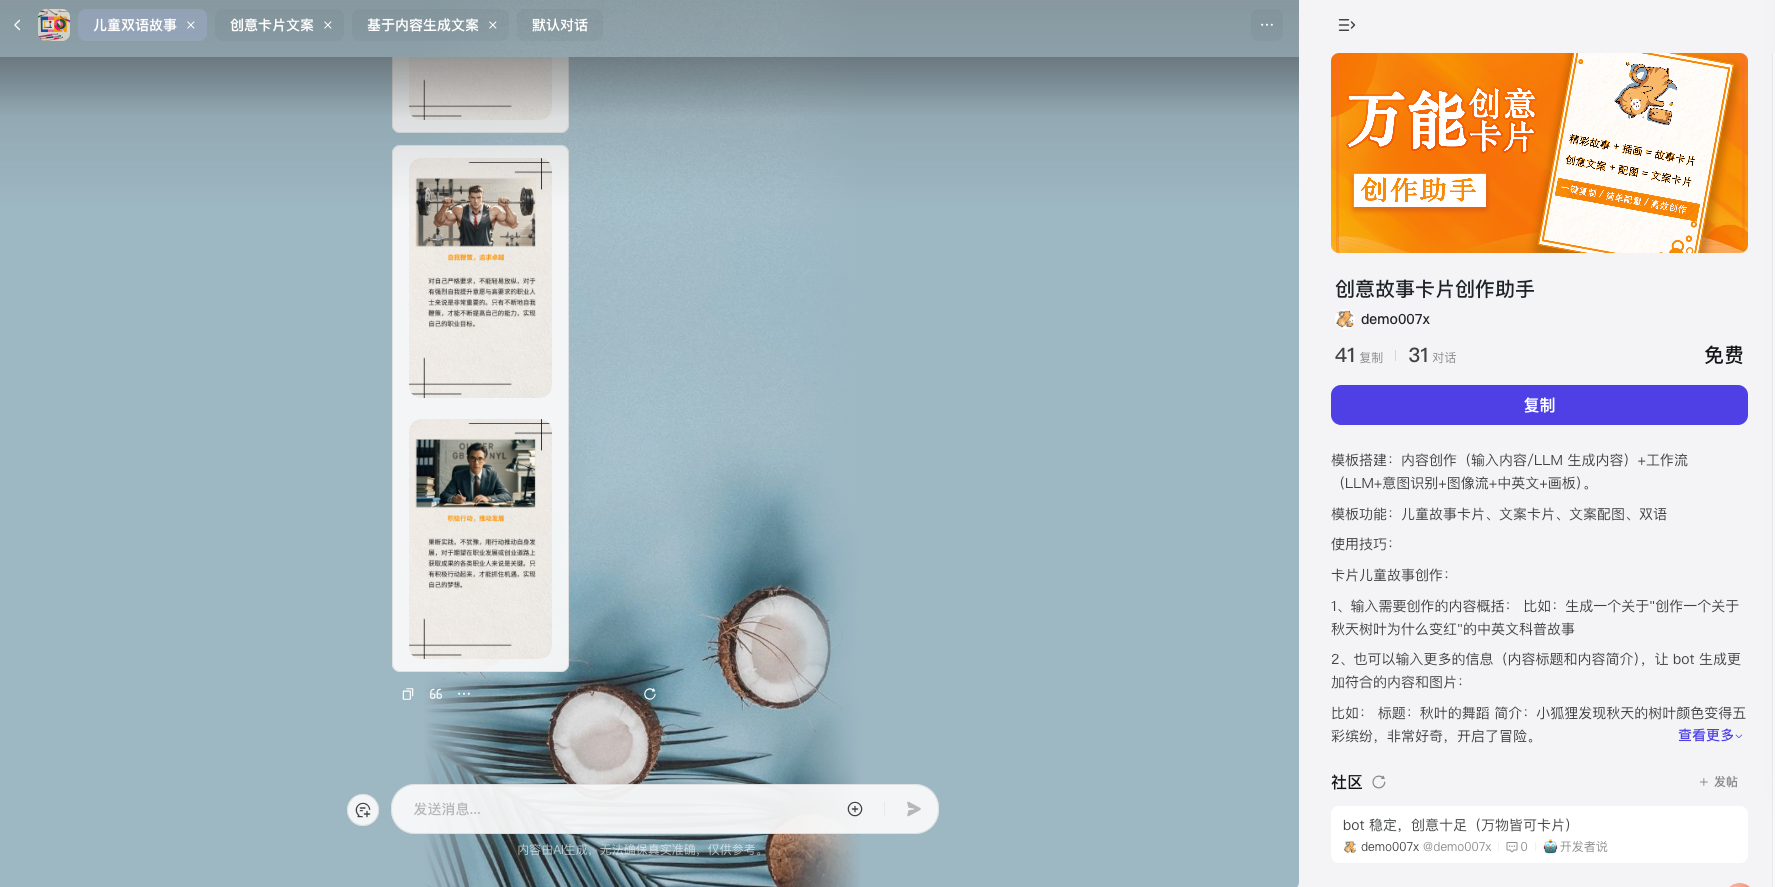 儿童双语故事
创意卡片文案
基于内容生成文案
默认对话
自我鞭策，追求卓越
对自己严格要求，不能轻易放纵。对于
有强烈自我提升意愿与高要求的职业人
士来说是非常重要的。只有不断地自我
鞭策，才能不断提高自己的能力，实现
自己的职业目标。
积极行动，推动发展
果断实践，不犹豫，用行动推动自身发
展，对于期望在职业发展或创业道路上
获取成果的各类职业人来说是关键。只
有积极行动起来，才能抓住机遇，实现
自己的梦想。
发送消息...
内容由AI生成，无法确保真实准确，仅供参考。
万能创意卡片
创作助手
精彩故事 + 插画 = 故事卡片
创意文案 + 配图 = 文案卡片
创意故事卡片创作助手
demo007x
41 复制 31 对话 免费
复制
模板搭建：内容创作（输入内容/LLM 生成内容）+工作流
（LLM+意图识别+图像流+中英文+画板）。
模板功能：儿童故事卡片、文案卡片、文案配图、双语
使用技巧：
卡片儿童故事创作：
1、输入需要创作的内容概括： 比如：生成一个关于"创作一个关于
秋天树叶为什么变红"的中英文科普故事
2、也可以输入更多的信息（内容标题和内容简介），让 bot 生成更
加符合的内容和图片：
比如： 标题：秋叶的舞蹈 简介：小狐狸发现秋天的树叶颜色变得五
彩缤纷，非常好奇，开启了冒险。 查看更多
社区
+ 发帖
bot 稳定，创意十足（万物皆可卡片）
demo007x @demo007x 0 开发者说